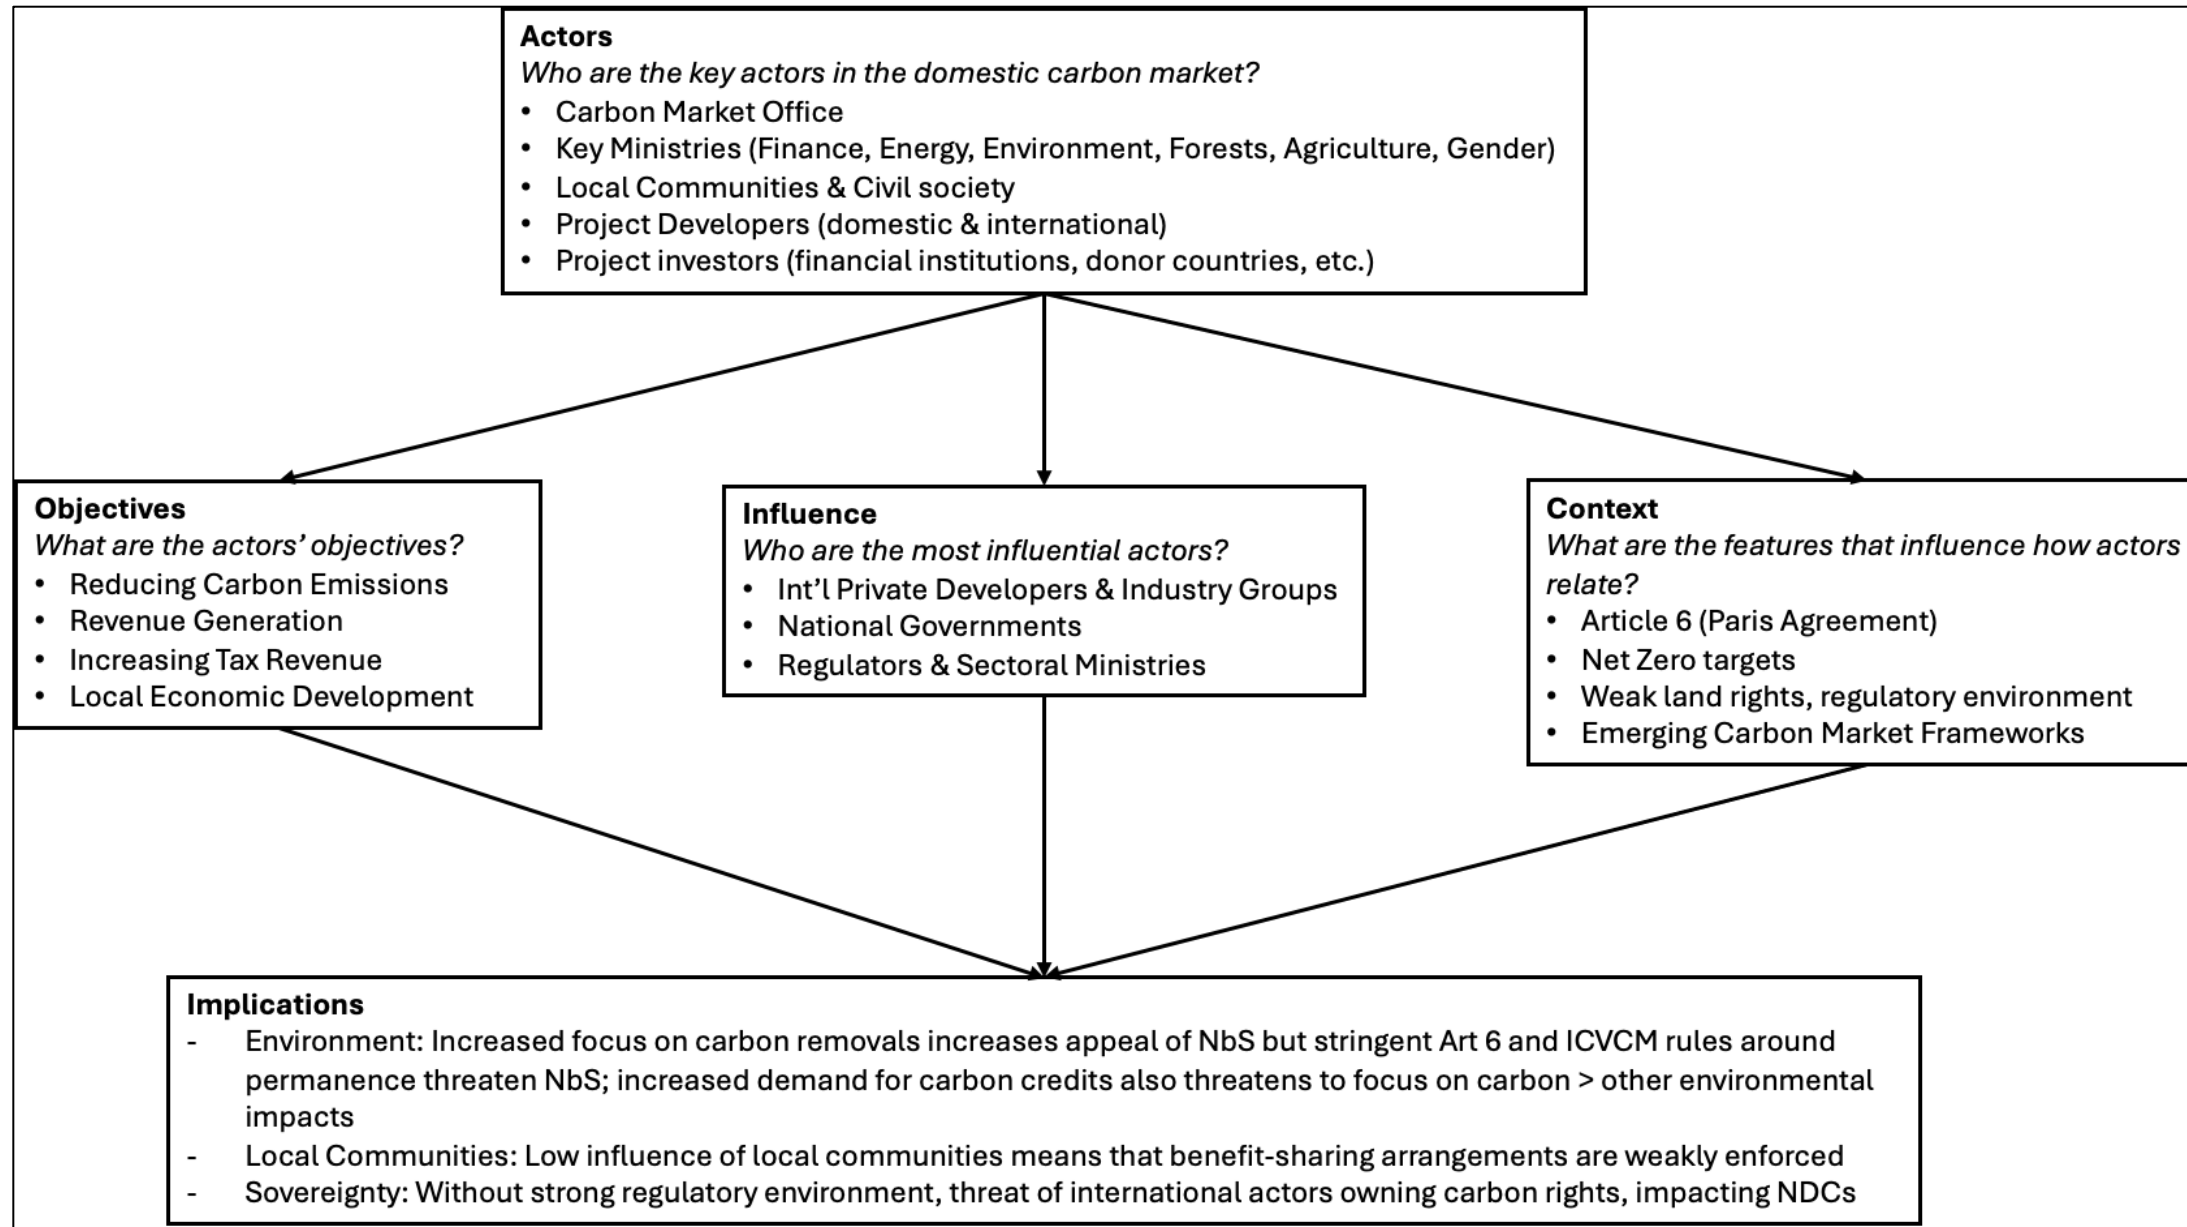 Actors
Who are the key actors in the domestic carbon market?
• Carbon Market Office
• Key Ministries (Finance, Energy, Environment, Forests, Agriculture, Gender)
• Local Communities & Civil society
• Project Developers (domestic & international)
• Project investors (financial institutions, donor countries, etc.)
Objectives
What are the actors’ objectives?
• Reducing Carbon Emissions
• Revenue Generation
• Increasing Tax Revenue
• Local Economic Development
Influence
Who are the most influential actors?
• Int’l Private Developers & Industry Groups
• National Governments
• Regulators & Sectoral Ministries
Context
What are the features that influence how actors
relate?
• Article 6 (Paris Agreement)
• Net Zero targets
• Weak land rights, regulatory environment
• Emerging Carbon Market Frameworks
Implications
- Environment: Increased focus on carbon removals increases appeal of NbS but stringent Art 6 and ICVCM rules around
permanence threaten NbS; increased demand for carbon credits also threatens to focus on carbon > other environmental
impacts
- Local Communities: Low influence of local communities means that benefit-sharing arrangements are weakly enforced
- Sovereignty: Without strong regulatory environment, threat of international actors owning carbon rights, impacting NDCs